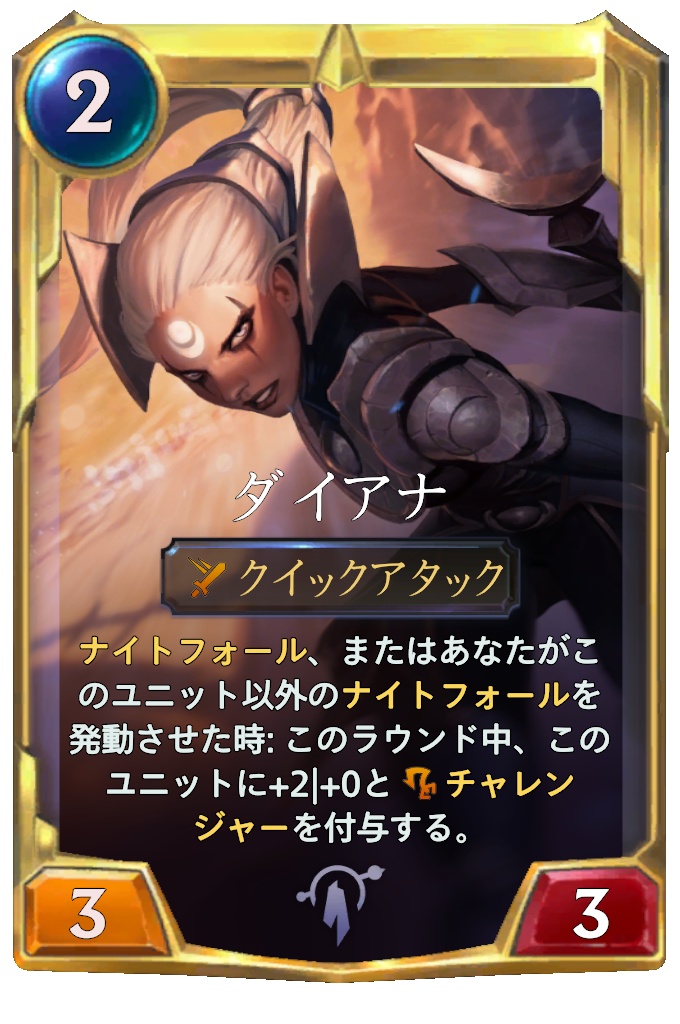 2
ダイアナ
クイックアタック
ナイトフォール、またはあなたがこ
のユニット以外のナイトフォールを
発動させた時: このラウンド中、この
ユニットに+2|+0と チャレン
ジャーを付与する。
3
3